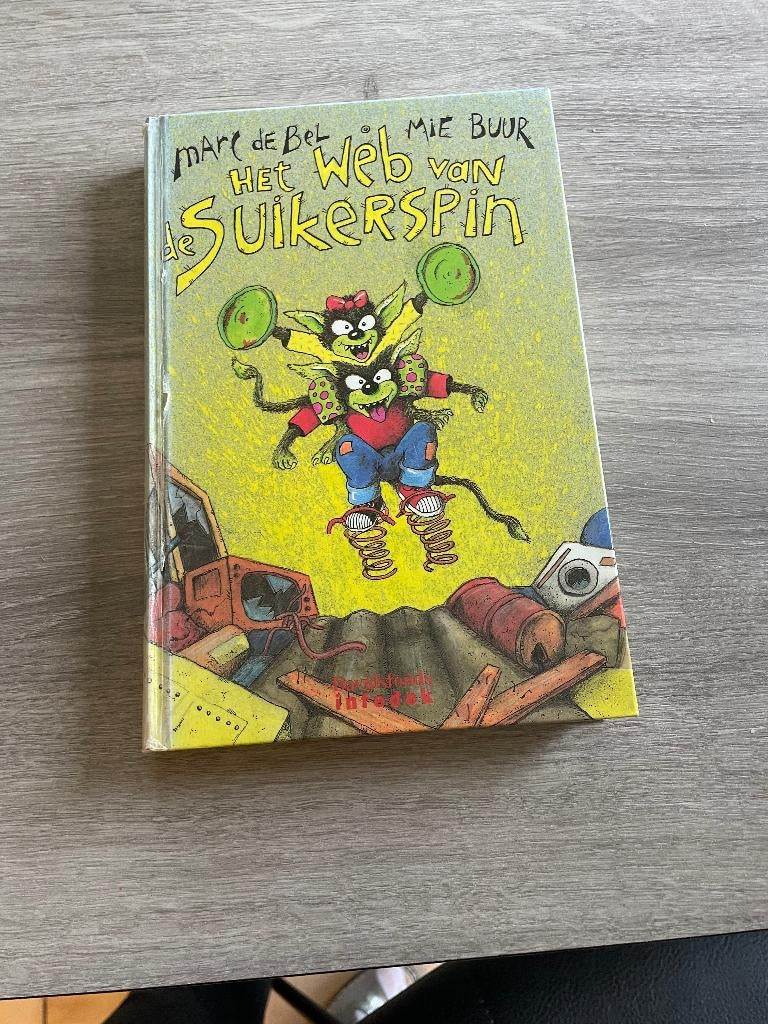 Marc de Bel & Mie Buur
Het Web van
de Suikerspin
Davidsfonds
infodok